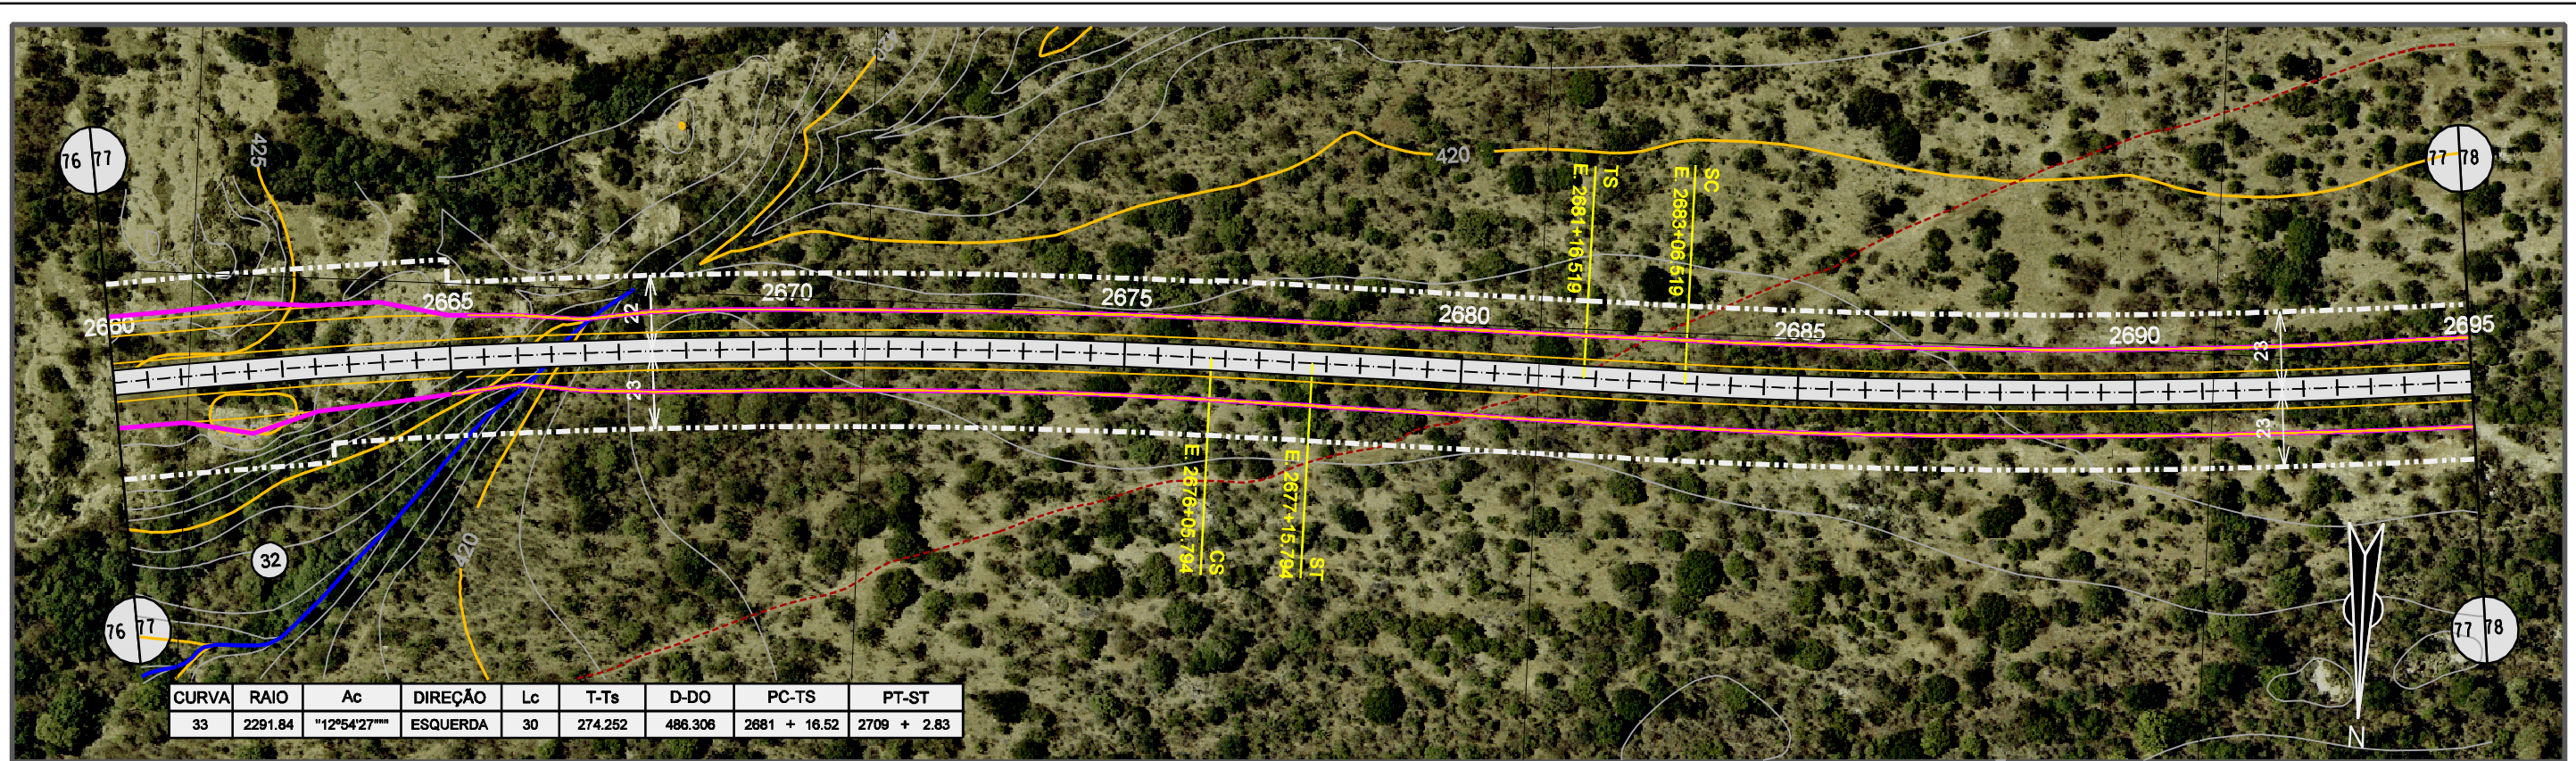 420
76 77
425
420
77 78
TS
E. 2681+16.519
SC
E. 2683+06.519
2660
2665
2670
2675
2680
2685
2690
2695
22
23
23
23
E. 2676+05.794
CS
E. 2677+15.794
ST
420
32
76 77
77 78
N
CURVA RAIO Ac DIREÇÃO Lc T-Ts D-DO PC-TS PT-ST
33 2291.84 "12°54'27""" ESQUERDA 30 274.252 486.306 2681 + 16.52 2709 + 2.83